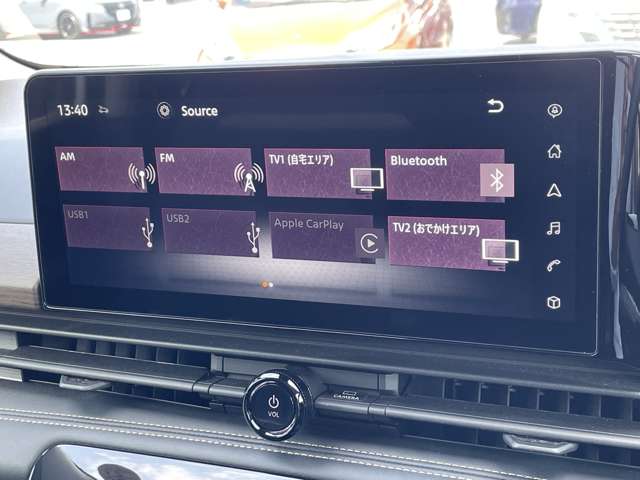 13:40
Source
AM
FM
TV1 (自宅エリア)
Bluetooth
USB1
USB2
Apple CarPlay
TV2 (おでかけエリア)
VOL
CAMERA